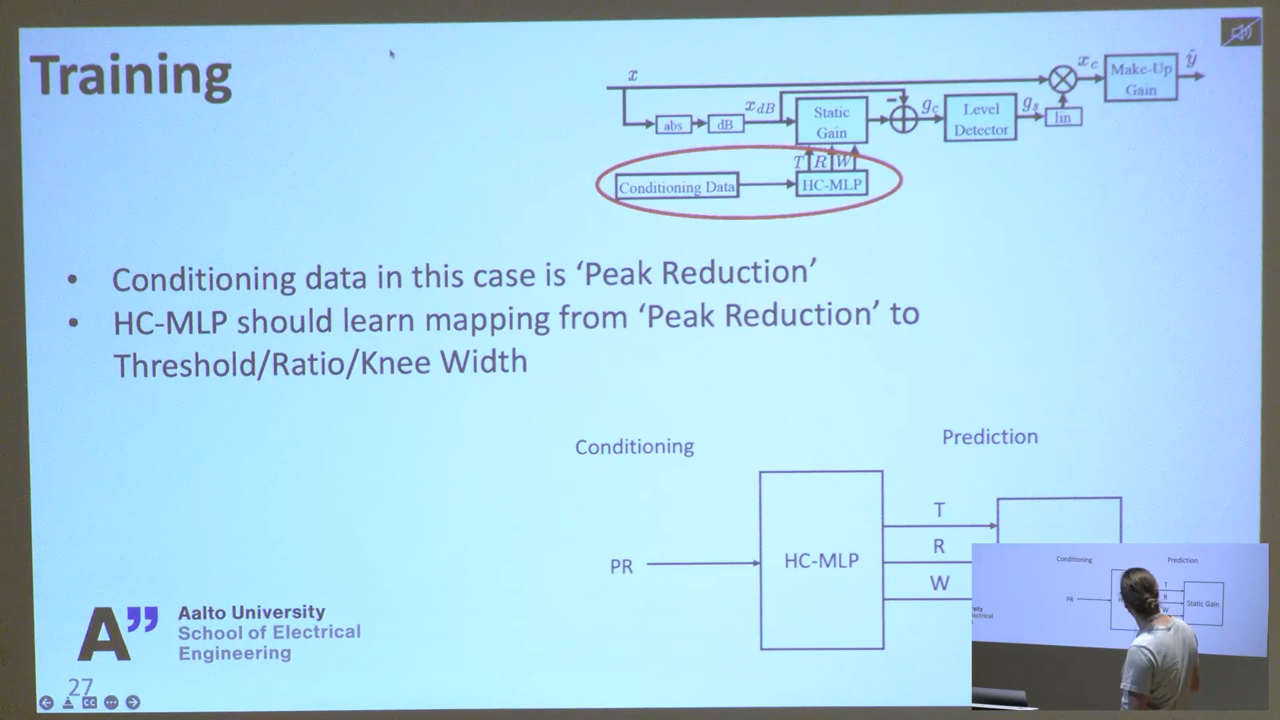 Training
x
abs
dB
x_dB
Static
Gain
T R W
Conditioning Data
HC-MLP
−
g_c
Level
Detector
g_s
lin
x_c
Make-Up
Gain
ŷ
• Conditioning data in this case is ‘Peak Reduction’
• HC-MLP should learn mapping from ‘Peak Reduction’ to
Threshold/Ratio/Knee Width
Conditioning
Prediction
PR
HC-MLP
T
R
W
A”
Aalto University
School of Electrical
Engineering
27
CC
Conditioning
Prediction
PR
T
R
W
Static Gain